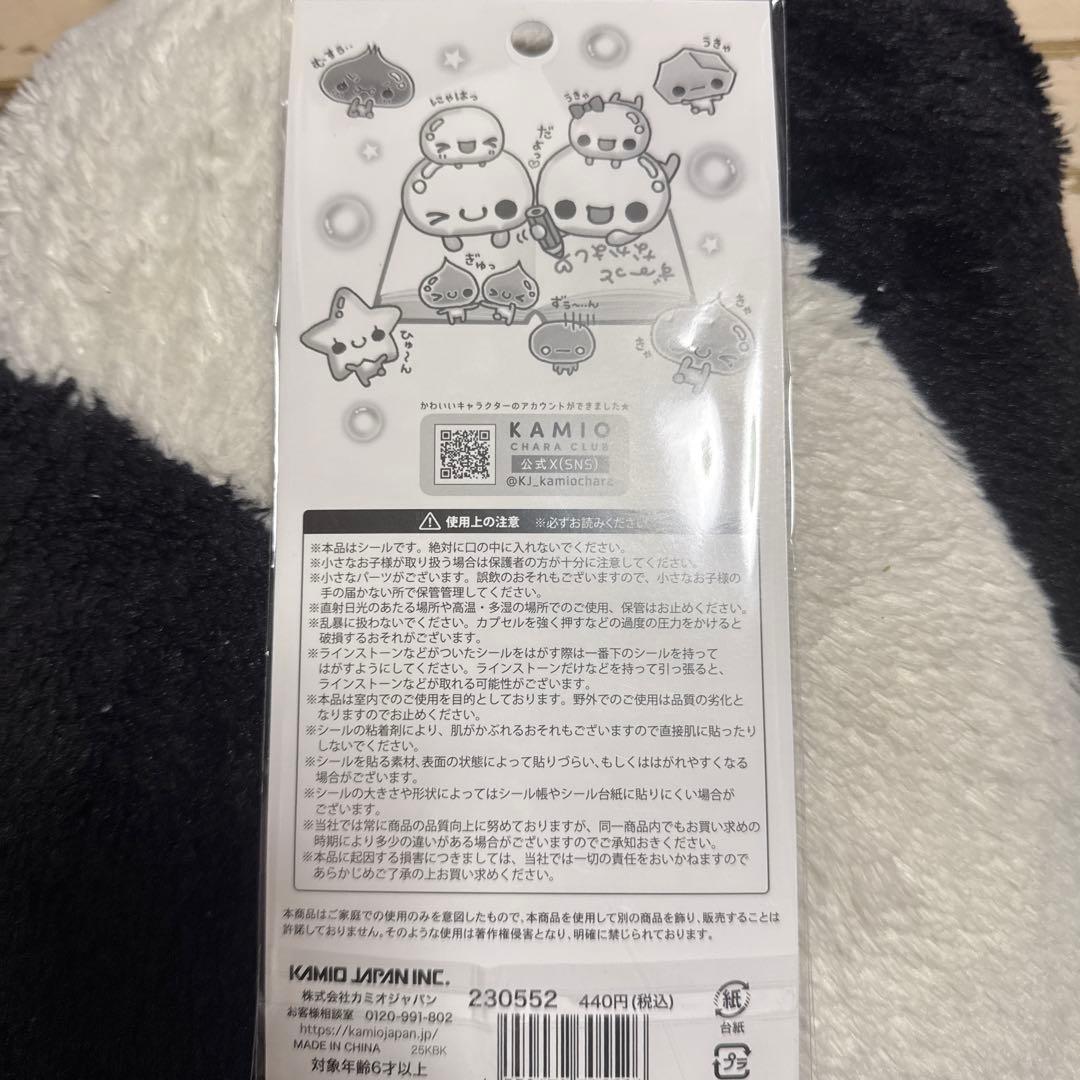 むすっ・・
うきゃ
にゃはっ
うきゃ
だよっ
ずーっと
なかよし
ぎゅっ
ずぅ〜‥ん
ひゅ〜ん
きゃ
きゃ
かわいいキャラクターのアカウントができました★
KAMIO
CHARA CLUB
公式X(SNS)
@KJ_kamiochara
使用上の注意 ※必ずお読みください
※本品はシールです。絶対に口の中に入れないでください。
※小さなお子様が取り扱う場合は保護者の方が十分に注意してください。
※小さなパーツがございます。誤飲のおそれもございますので、小さなお子様の
手の届かない所で保管管理してください。
※直射日光のあたる場所や高温・多湿の場所でのご使用、保管はお止めください。
※乱暴に扱わないでください。カプセルを強く押すなどの過度の圧力をかけると
破損するおそれがございます。
※ラインストーンなどがついたシールをはがす際は一番下のシールを持って
はがすようにしてください。ラインストーンだけなどを持って引っ張ると、
ラインストーンなどが取れる可能性がございます。
※本品は室内でのご使用を目的としております。野外でのご使用は品質の劣化と
なりますのでお止めください。
※シールの粘着剤により、肌がかぶれるおそれもございますので直接肌に貼ったり
しないでください。
※シールを貼る素材、表面の状態によって貼りづらい、もしくははがれやすくなる
場合がございます。
※シールの大きさや形状によってはシール帳やシール台紙に貼りにくい場合が
ございます。
※当社では常に商品の品質向上に努めておりますが、同一商品内でもお買い求めの
時期により多少の違いがある場合がございますのでご承知おきください。
※本品に起因する損害につきましては、当社では一切の責任をおいかねますので
あらかじめご了承の上お買い求めください。
本商品はご家庭での使用のみを意図したもので、本商品を使用して別の商品を飾り、販売することは
許諾しておりません。そのような使用は著作権侵害となり、明確に禁じられております。
KAMIO JAPAN INC.
株式会社カミオジャパン
お客様相談室 0120-991-802
https://kamiojapan.jp/
MADE IN CHINA 25KBK
対象年齢6才以上
230552 440円(税込)
紙
台紙
プラ